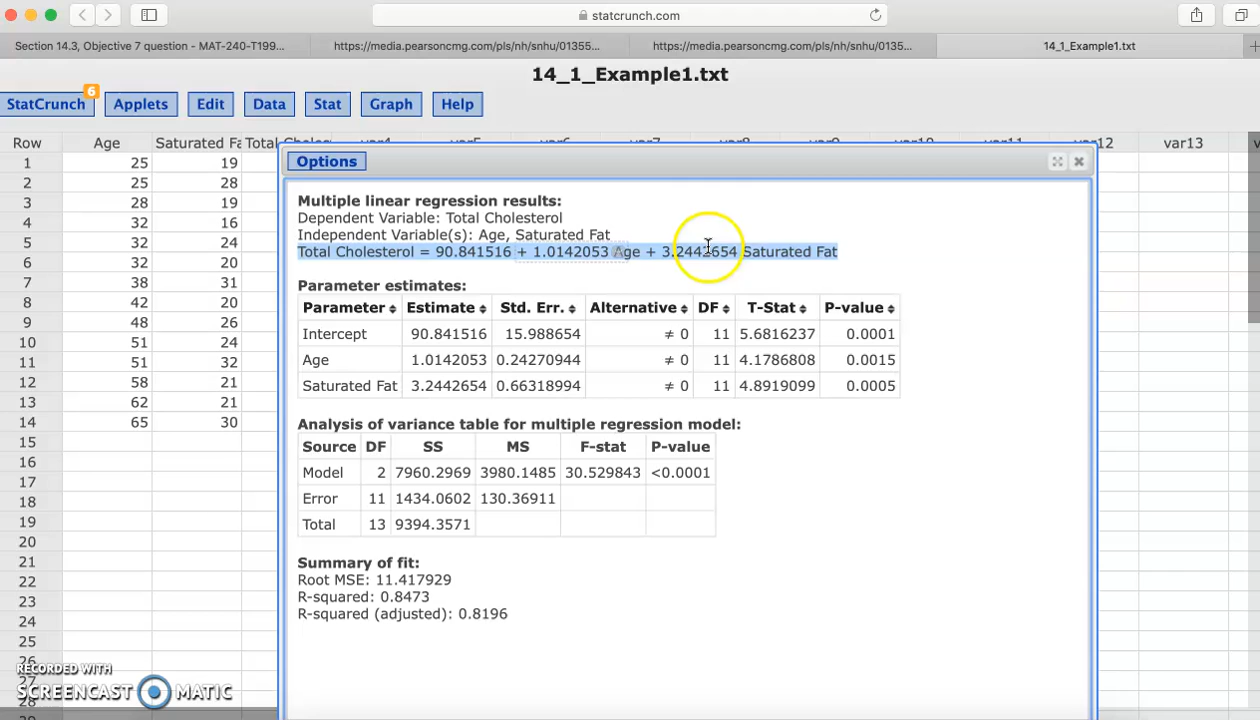 statcrunch.com
Section 14.3, Objective 7 question - MAT-240-T199...
https://media.pearsoncmg.com/pls/nh/snhu/01355...
https://media.pearsoncmg.com/pls/nh/snhu/0135...
14_1_Example1.txt
14_1_Example1.txt
StatCrunch 6 Applets Edit Data Stat Graph Help
Row Age Saturated Fa Total Choles var13
1 25 19
2 25 28
3 28 19
4 32 16
5 32 24
6 32 20
7 38 31
8 42 20
9 48 26
10 51 24
11 51 32
12 58 21
13 62 21
14 65 30
15
16
17
18
19
20
21
22
23
24
25
26
27
28
Options
Multiple linear regression results:
Dependent Variable: Total Cholesterol
Independent Variable(s): Age, Saturated Fat
Total Cholesterol = 90.841516 + 1.0142053 Age + 3.2442654 Saturated Fat
Parameter estimates:
Parameter Estimate Std. Err. Alternative DF T-Stat P-value
Intercept 90.841516 15.988654 ≠ 0 11 5.6816237 0.0001
Age 1.0142053 0.24270944 ≠ 0 11 4.1786808 0.0015
Saturated Fat 3.2442654 0.66318994 ≠ 0 11 4.8919099 0.0005
Analysis of variance table for multiple regression model:
Source DF SS MS F-stat P-value
Model 2 7960.2969 3980.1485 30.529843 <0.0001
Error 11 1434.0602 130.36911
Total 13 9394.3571
Summary of fit:
Root MSE: 11.417929
R-squared: 0.8473
R-squared (adjusted): 0.8196
RECORDED WITH
SCREENCAST MATIC